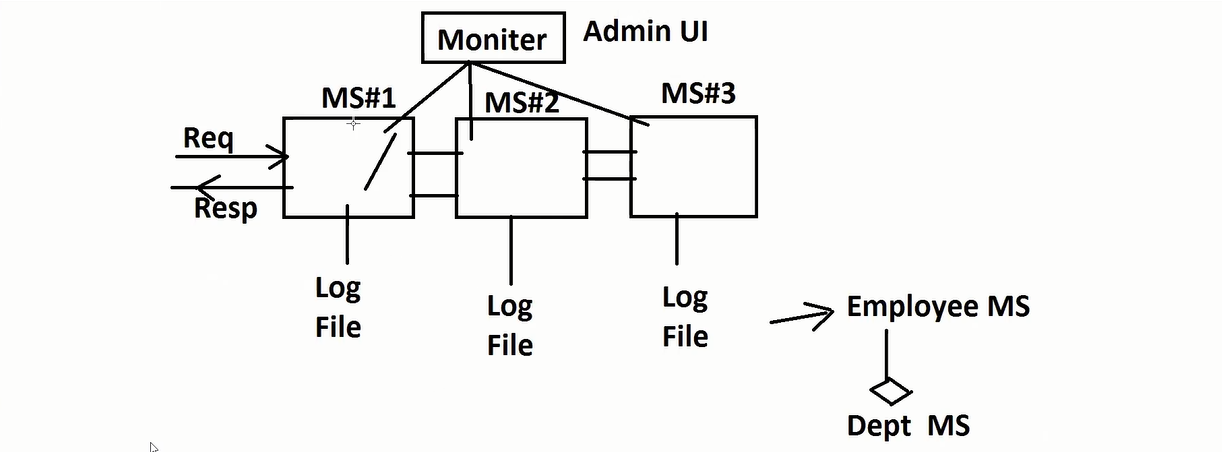 Moniter
Admin UI
MS#1
MS#2
MS#3
Req
Resp
Log
File
Log
File
Log
File
Employee MS
Dept MS